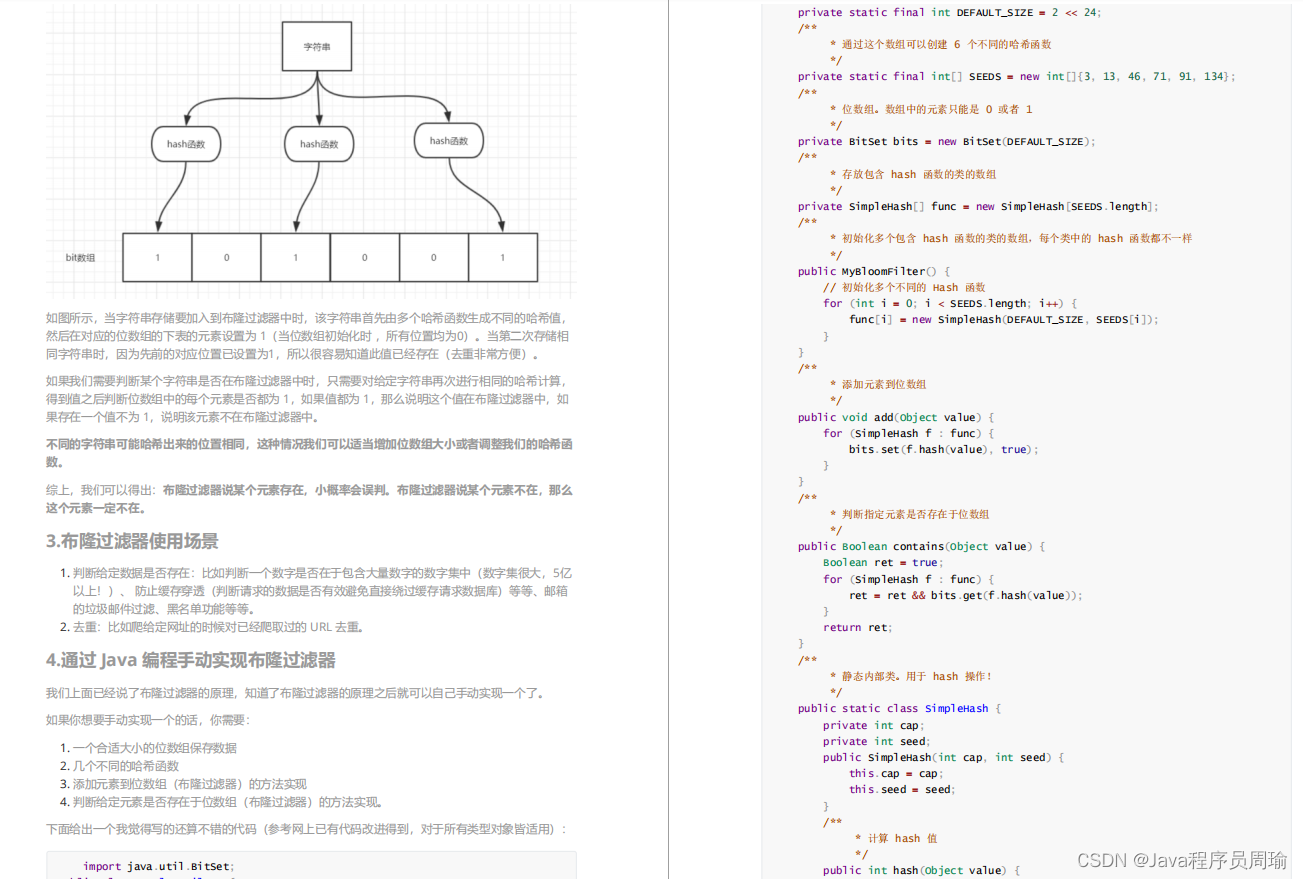 字符串
hash函数
hash函数
hash函数
bit数组
1
0
1
0
0
1
如图所示，当字符串存储要加入到布隆过滤器中时，该字符串首先由多个哈希函数生成不同的哈希值，
然后在对应的位数组的下表的元素设置为 1（当位数组初始化时 ，所有位置均为0）。当第二次存储相
同字符串时，因为先前的对应位置已设置为1，所以很容易知道此值已经存在（去重非常方便）。
如果我们需要判断某个字符串是否在布隆过滤器中时，只需要对给定字符串再次进行相同的哈希计算，
得到值之后判断位数组中的每个元素是否都为 1，如果值都为 1，那么说明这个值在布隆过滤器中，如
果存在一个值不为 1，说明该元素不在布隆过滤器中。
不同的字符串可能哈希出来的位置相同，这种情况我们可以适当增加位数组大小或者调整我们的哈希函
数。
综上，我们可以得出：布隆过滤器说某个元素存在，小概率会误判。布隆过滤器说某个元素不在，那么
这个元素一定不在。
3.布隆过滤器使用场景
1. 判断给定数据是否存在：比如判断一个数字是否在于包含大量数字的数字集中（数字集很大，5亿
以上！）、 防止缓存穿透（判断请求的数据是否有效避免直接绕过缓存请求数据库）等等、邮箱
的垃圾邮件过滤、黑名单功能等等。
2. 去重：比如爬给定网址的时候对已经爬取过的 URL 去重。
4.通过 Java 编程手动实现布隆过滤器
我们上面已经说了布隆过滤器的原理，知道了布隆过滤器的原理之后就可以自己手动实现一个了。
如果你想要手动实现一个的话，你需要：
1. 一个合适大小的位数组保存数据
2. 几个不同的哈希函数
3. 添加元素到位数组（布隆过滤器）的方法实现
4. 判断给定元素是否存在于位数组（布隆过滤器）的方法实现。
下面给出一个我觉得写的还算不错的代码（参考网上已有代码改进得到，对于所有类型对象皆适用）：
import java.util.BitSet;
private static final int DEFAULT_SIZE = 2 << 24;
/**
* 通过这个数组可以创建 6 个不同的哈希函数
*/
private static final int[] SEEDS = new int[]{3, 13, 46, 71, 91, 134};
/**
* 位数组。数组中的元素只能是 0 或者 1
*/
private BitSet bits = new BitSet(DEFAULT_SIZE);
/**
* 存放包含 hash 函数的类的数组
*/
private SimpleHash[] func = new SimpleHash[SEEDS.length];
/**
* 初始化多个包含 hash 函数的类的数组，每个类中的 hash 函数都不一样
*/
public MyBloomFilter() {
// 初始化多个不同的 Hash 函数
for (int i = 0; i < SEEDS.length; i++) {
func[i] = new SimpleHash(DEFAULT_SIZE, SEEDS[i]);
}
}
/**
* 添加元素到位数组
*/
public void add(Object value) {
for (SimpleHash f : func) {
bits.set(f.hash(value), true);
}
}
/**
* 判断指定元素是否存在于位数组
*/
public Boolean contains(Object value) {
Boolean ret = true;
for (SimpleHash f : func) {
ret = ret && bits.get(f.hash(value));
}
return ret;
}
/**
* 静态内部类。用于 hash 操作！
*/
public static class SimpleHash {
private int cap;
private int seed;
public SimpleHash(int cap, int seed) {
this.cap = cap;
this.seed = seed;
}
/**
* 计算 hash 值
*/
public int hash(Object value) {
CSDN @Java程序员周瑜